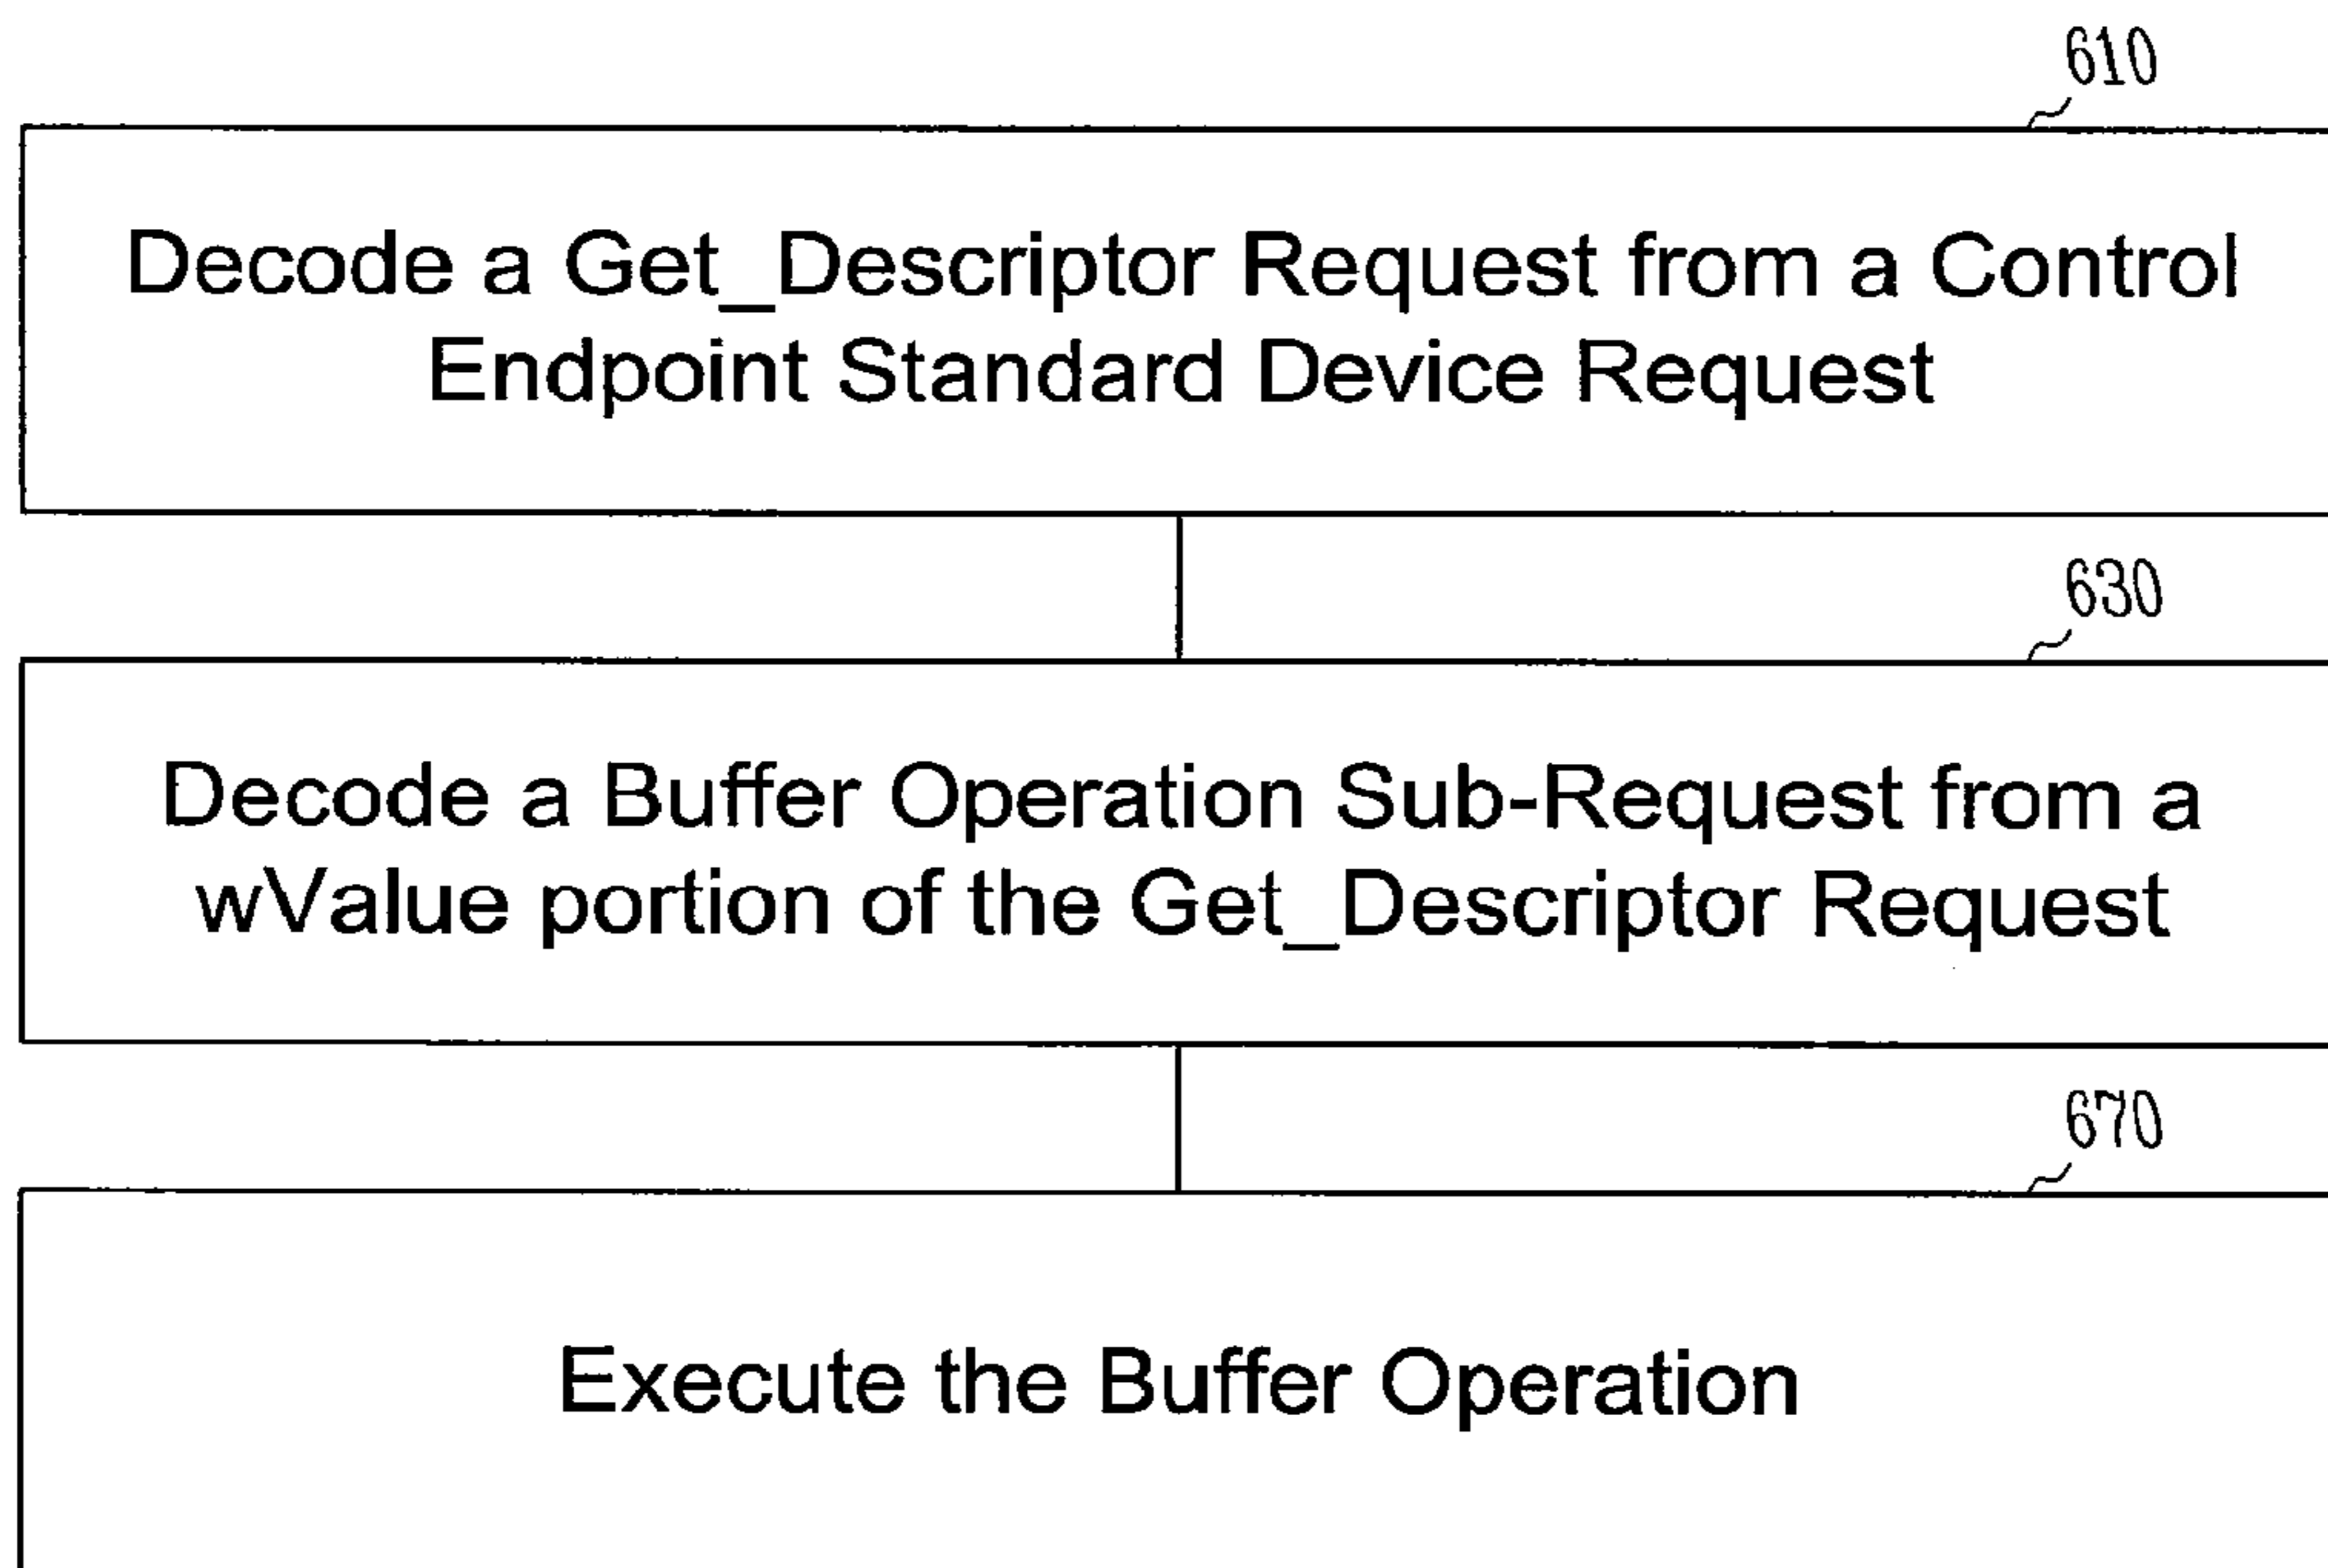 610
Decode a Get_Descriptor Request from a Control
Endpoint Standard Device Request
630
Decode a Buffer Operation Sub-Request from a
wValue portion of the Get_Descriptor Request
670
Execute the Buffer Operation